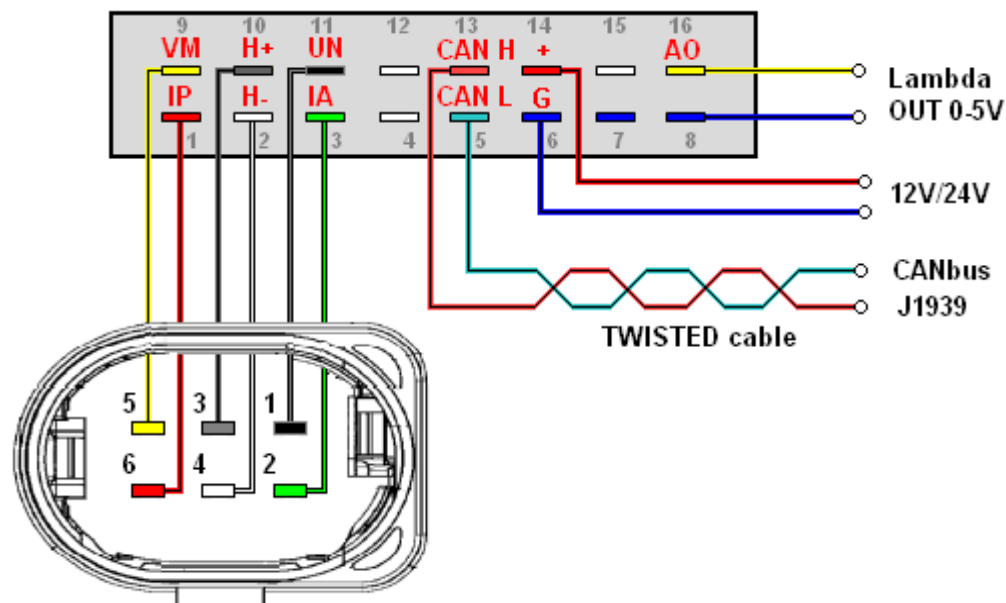 9 10 11 12 13 14 15 16
VM H+ UN CAN H + AO
IP H- IA CAN L G
1 2 3 4 5 6 7 8
Lambda
OUT 0-5V
12V/24V
CANbus
J1939
TWISTED cable
5 3 1
6 4 2